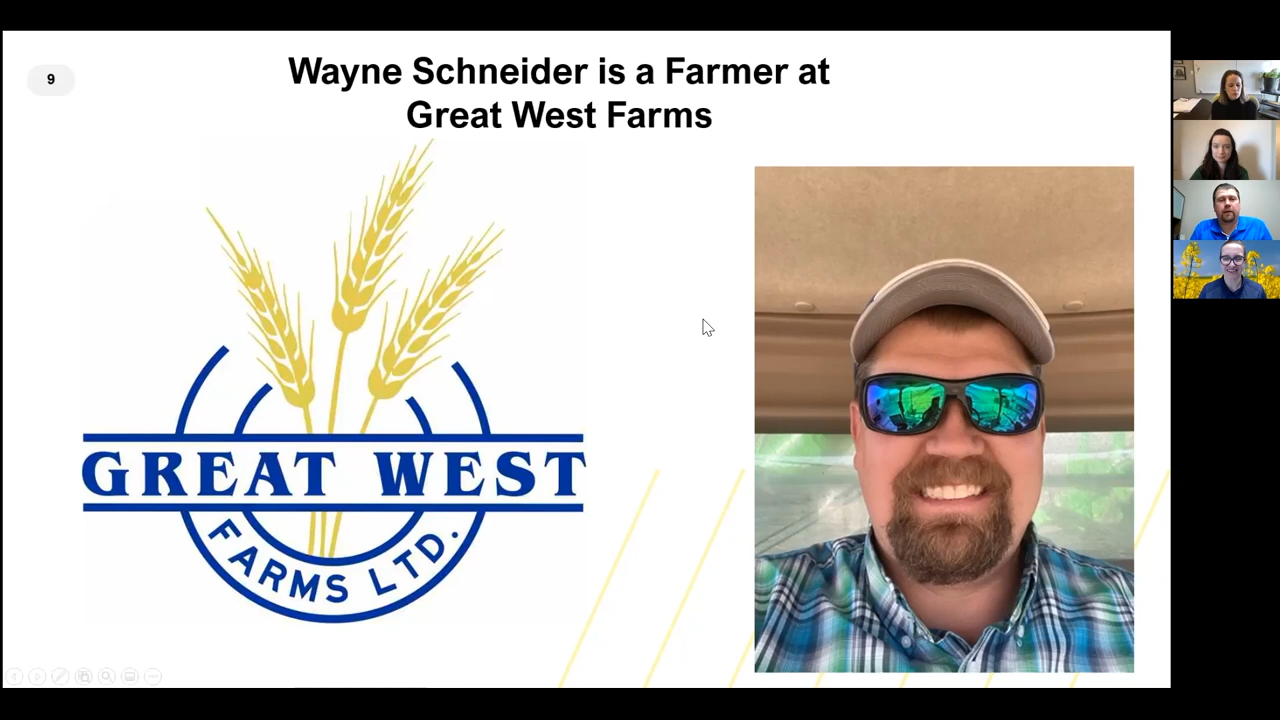 9
Wayne Schneider is a Farmer at
Great West Farms
GREAT WEST
FARMS LTD.